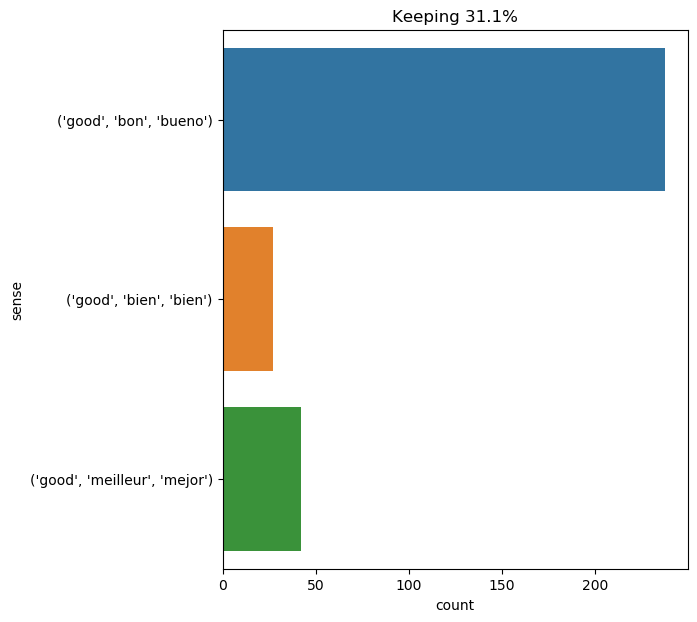 Keeping 31.1%
('good', 'bon', 'bueno')
('good', 'bien', 'bien')
('good', 'meilleur', 'mejor')
sense
0 50 100 150 200
count